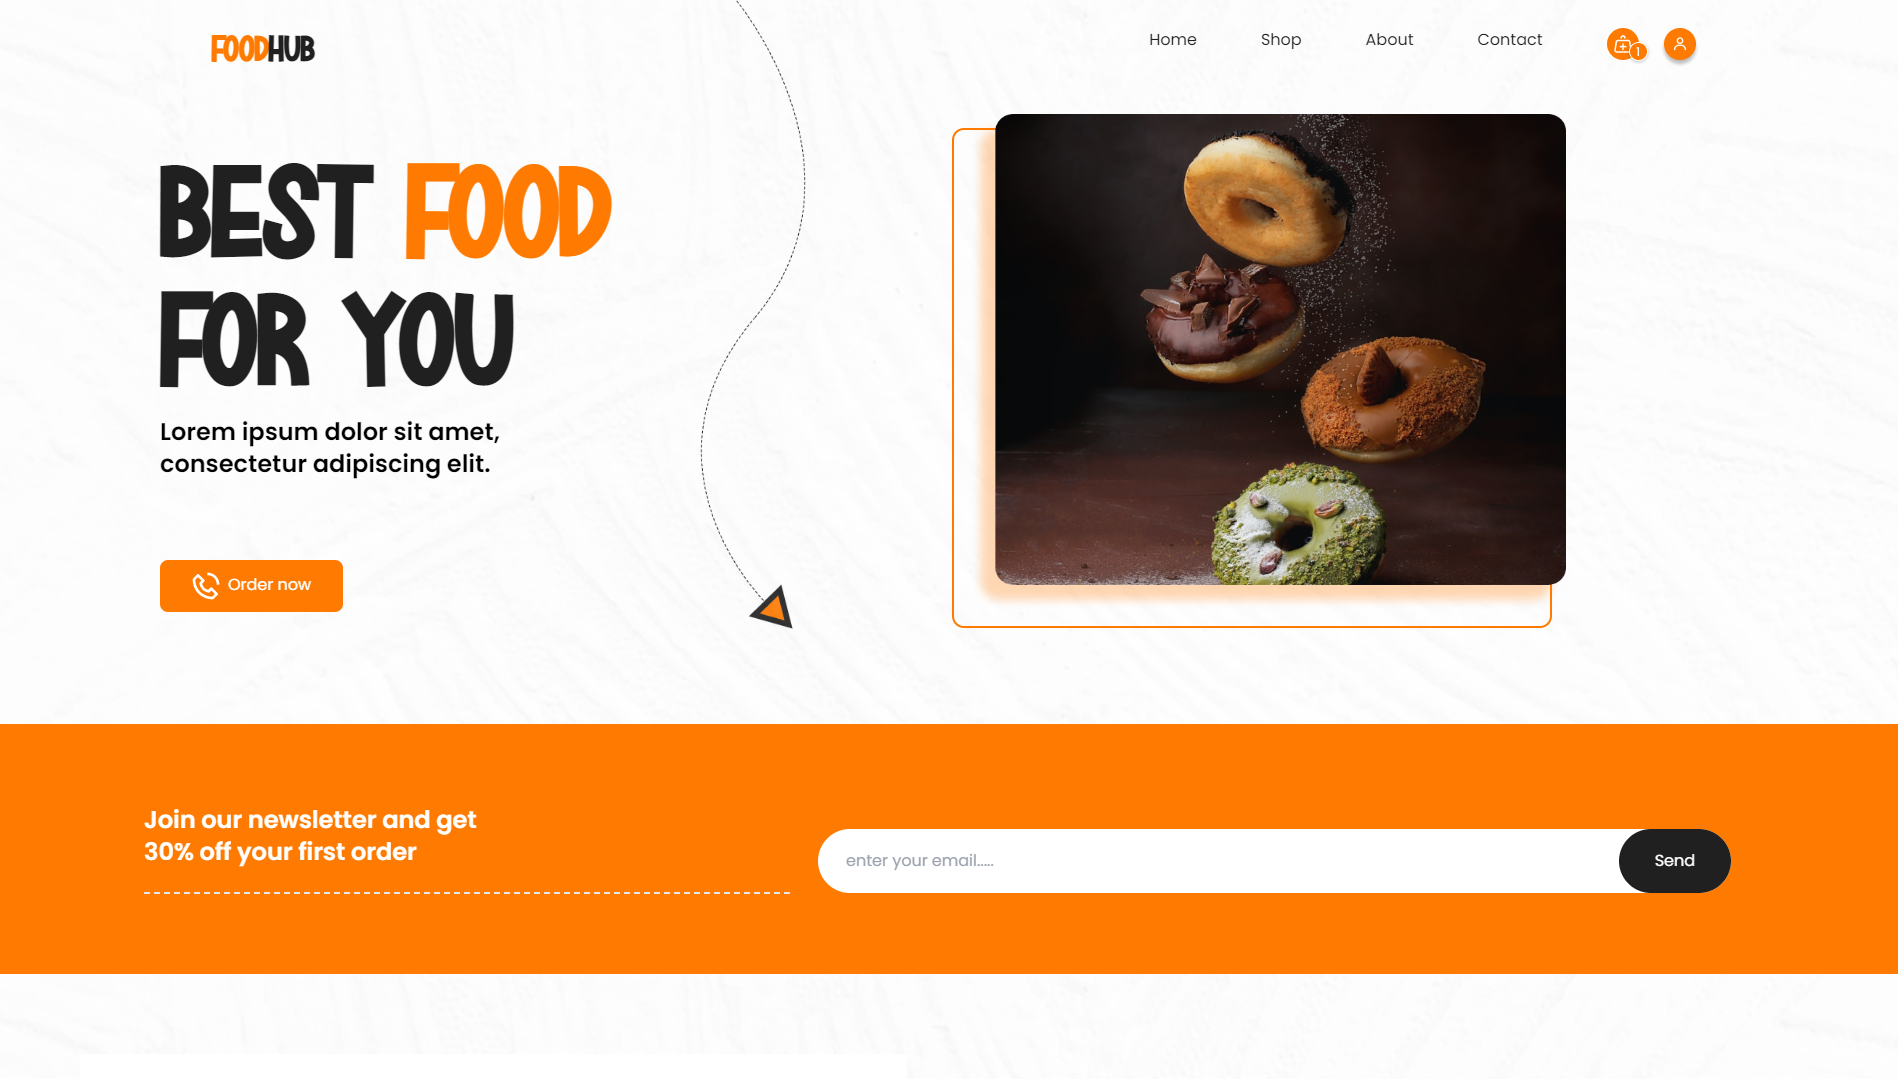 FOODHUB
Home
Shop
About
Contact
1
BEST FOOD
FOR YOU
Lorem ipsum dolor sit amet,
consectetur adipiscing elit.
Order now
Join our newsletter and get
30% off your first order
enter your email.....
Send